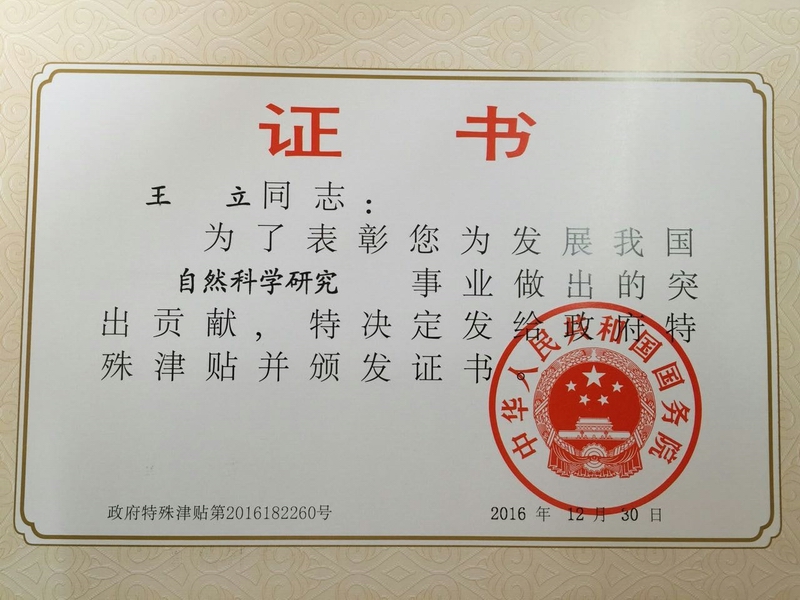 证 书
王 立同志：
为了表彰您为发展我国
自然科学研究 事业做出的突
出贡献，特决定发给政府特
殊津贴并颁发证书。
中华人民共和国国务院
政府特殊津贴第2016182260号
2016 年 12 月 30 日